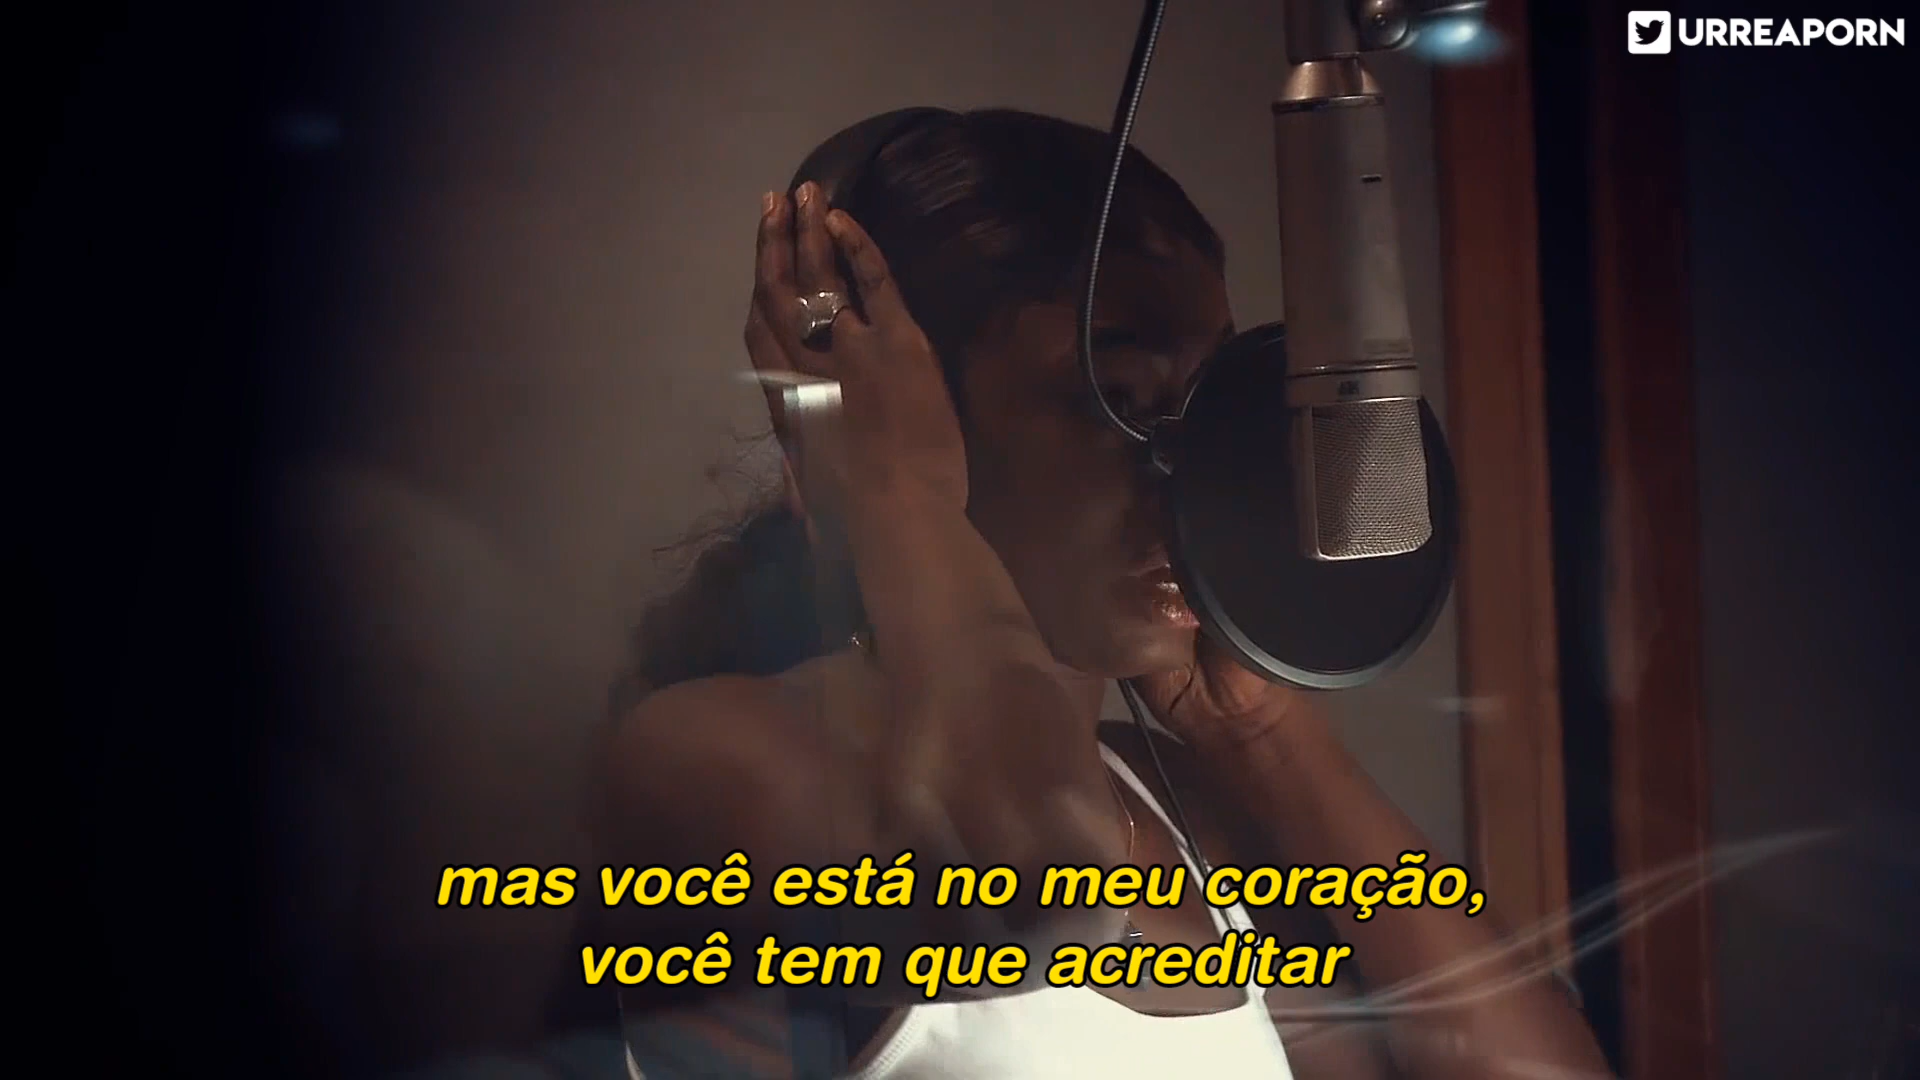 URREAPORN
mas você está no meu coração,
você tem que acreditar